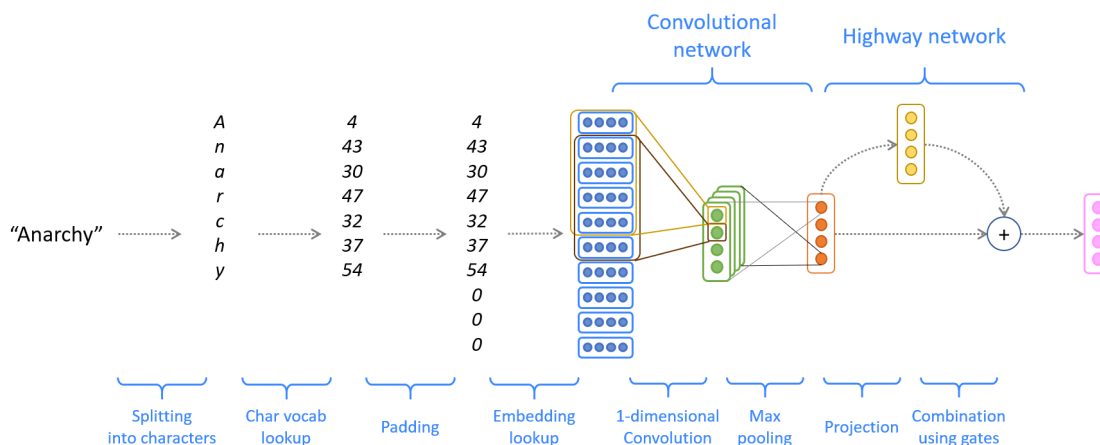 Convolutional
network
Highway network
A 4 4
n 43 43
a 30 30
r 47 47
c 32 32
“Anarchy”
h 37 37
y 54 54
0
0
0
+
Splitting
into characters
Char vocab
lookup
Padding
Embedding
lookup
1-dimensional
Convolution
Max
pooling
Projection
Combination
using gates